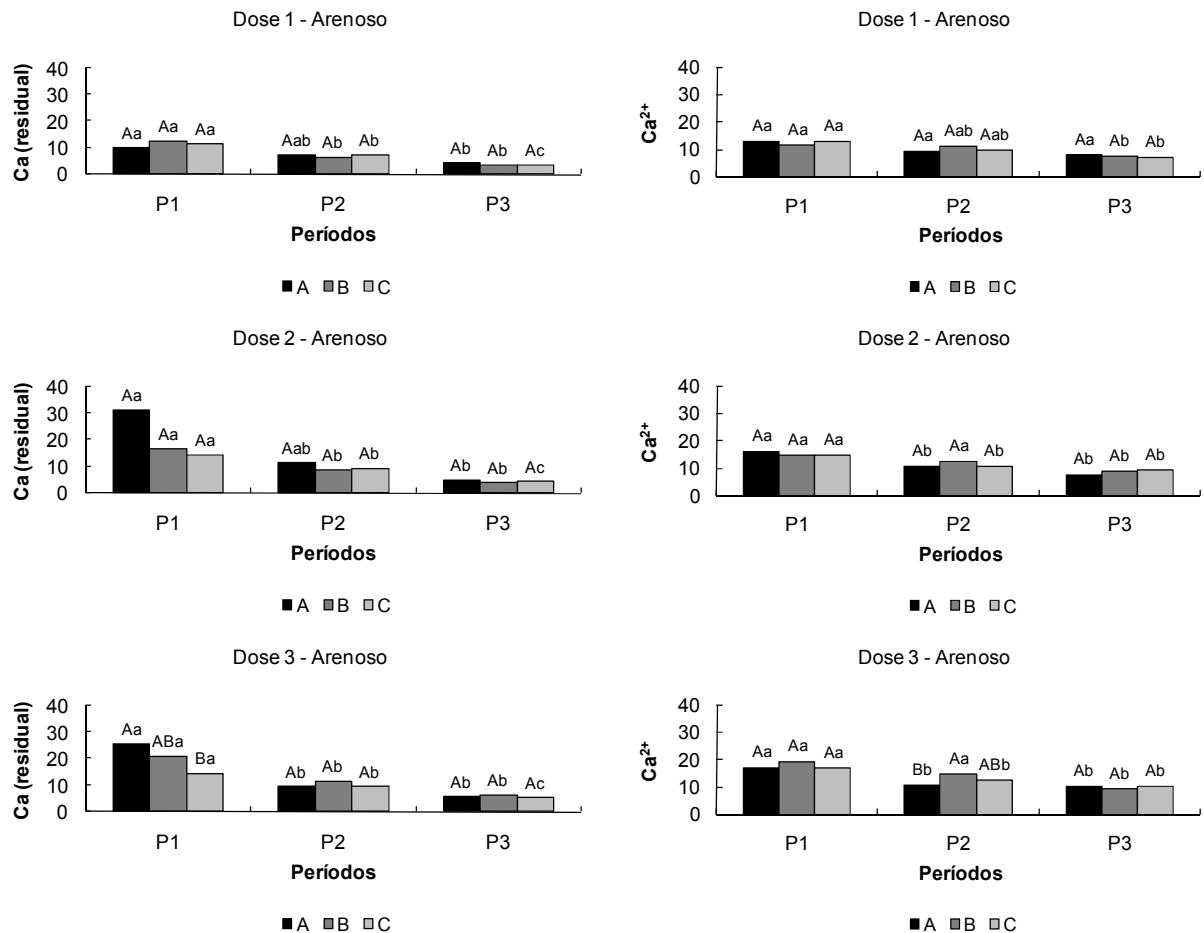 Dose 1 - Arenoso
Ca (residual)
40
30
20
10
0
Aa Aa Aa Aab Ab Ab Ab Ab Ac
P1 P2 P3
Períodos
A B C
Dose 1 - Arenoso
Ca²⁺
40
30
20
10
0
Aa Aa Aa Aa Aab Aab Aa Ab Ab
P1 P2 P3
Períodos
A B C
Dose 2 - Arenoso
Ca (residual)
40
30
20
10
0
Aa Aa Aa Aab Ab Ab Ab Ab Ac
P1 P2 P3
Períodos
A B C
Dose 2 - Arenoso
Ca²⁺
40
30
20
10
0
Aa Aa Aa Ab Aa Ab Ab Ab Ab
P1 P2 P3
Períodos
A B C
Dose 3 - Arenoso
Ca (residual)
40
30
20
10
0
Aa ABa Ba Ab Ab Ab Ab Ab Ac
P1 P2 P3
Períodos
A B C
Dose 3 - Arenoso
Ca²⁺
40
30
20
10
0
Aa Aa Aa Bb Aa ABb Ab Ab Ab
P1 P2 P3
Períodos
A B C